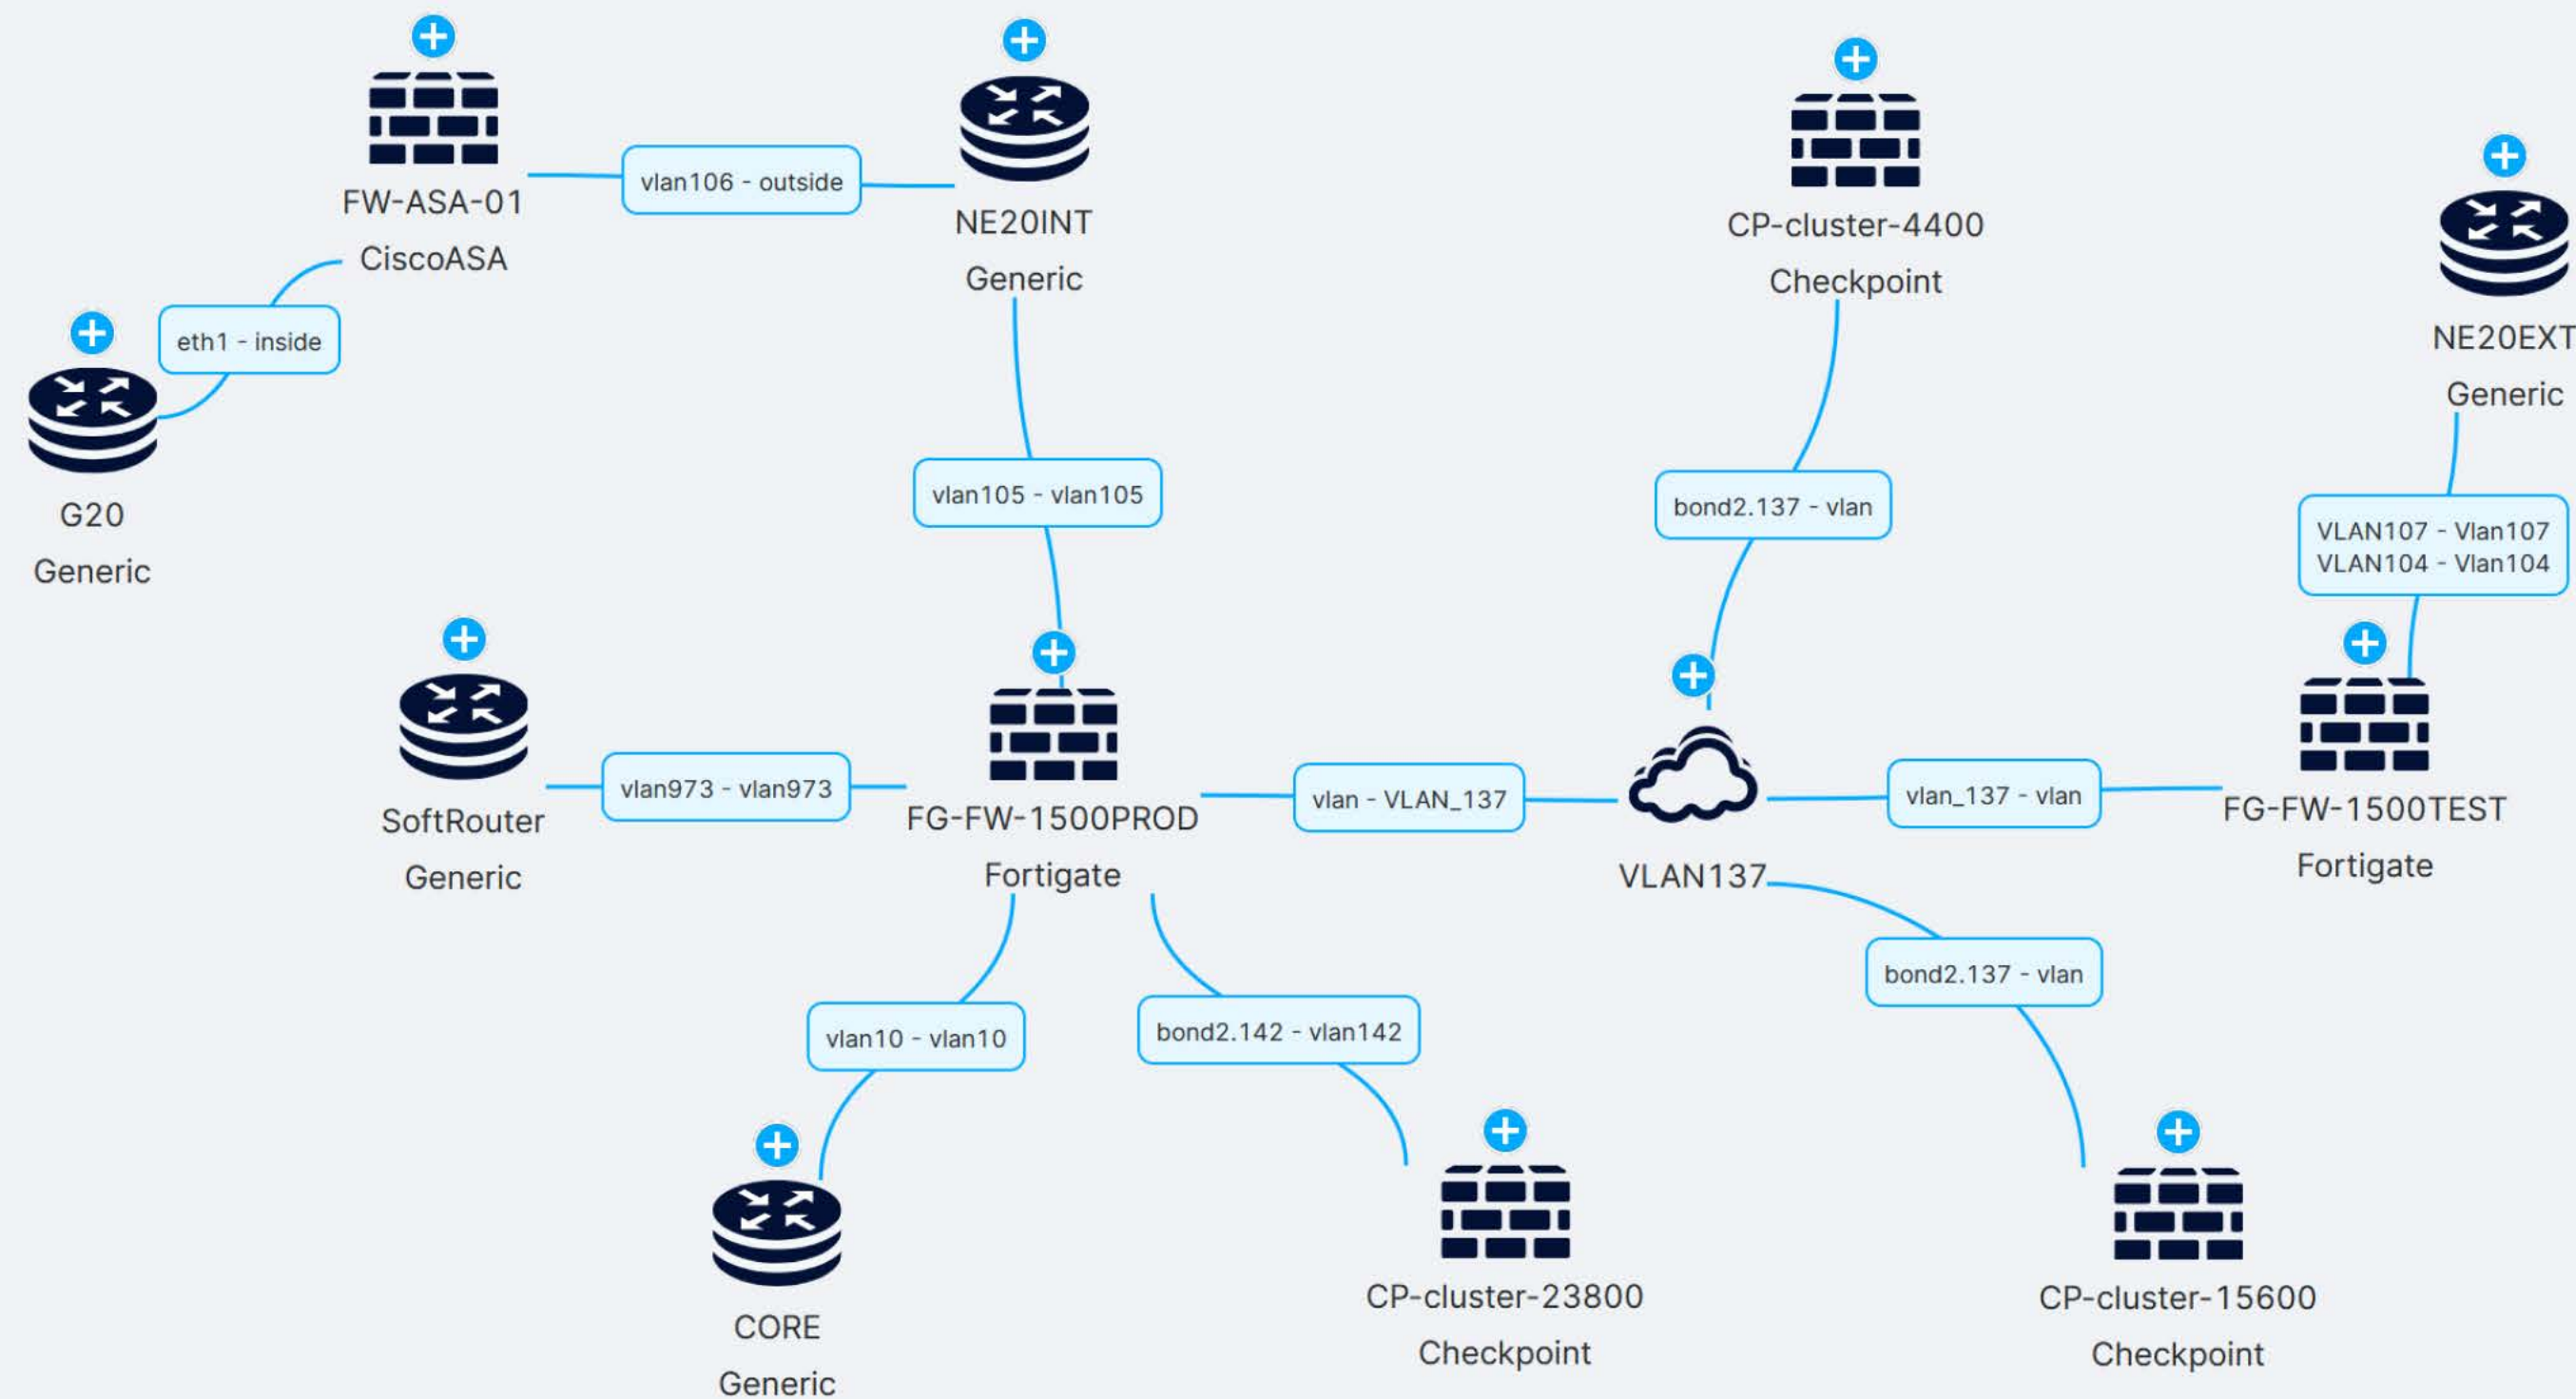 FW-ASA-01
CiscoASA
vlan106 - outside
NE20INT
Generic
CP-cluster-4400
Checkpoint
NE20EXT
Generic
eth1 - inside
G20
Generic
vlan105 - vlan105
bond2.137 - vlan
VLAN107 - Vlan107
VLAN104 - Vlan104
SoftRouter
Generic
vlan973 - vlan973
FG-FW-1500PROD
Fortigate
vlan - VLAN_137
VLAN137
vlan_137 - vlan
FG-FW-1500TEST
Fortigate
vlan10 - vlan10
bond2.142 - vlan142
bond2.137 - vlan
CORE
Generic
CP-cluster-23800
Checkpoint
CP-cluster-15600
Checkpoint